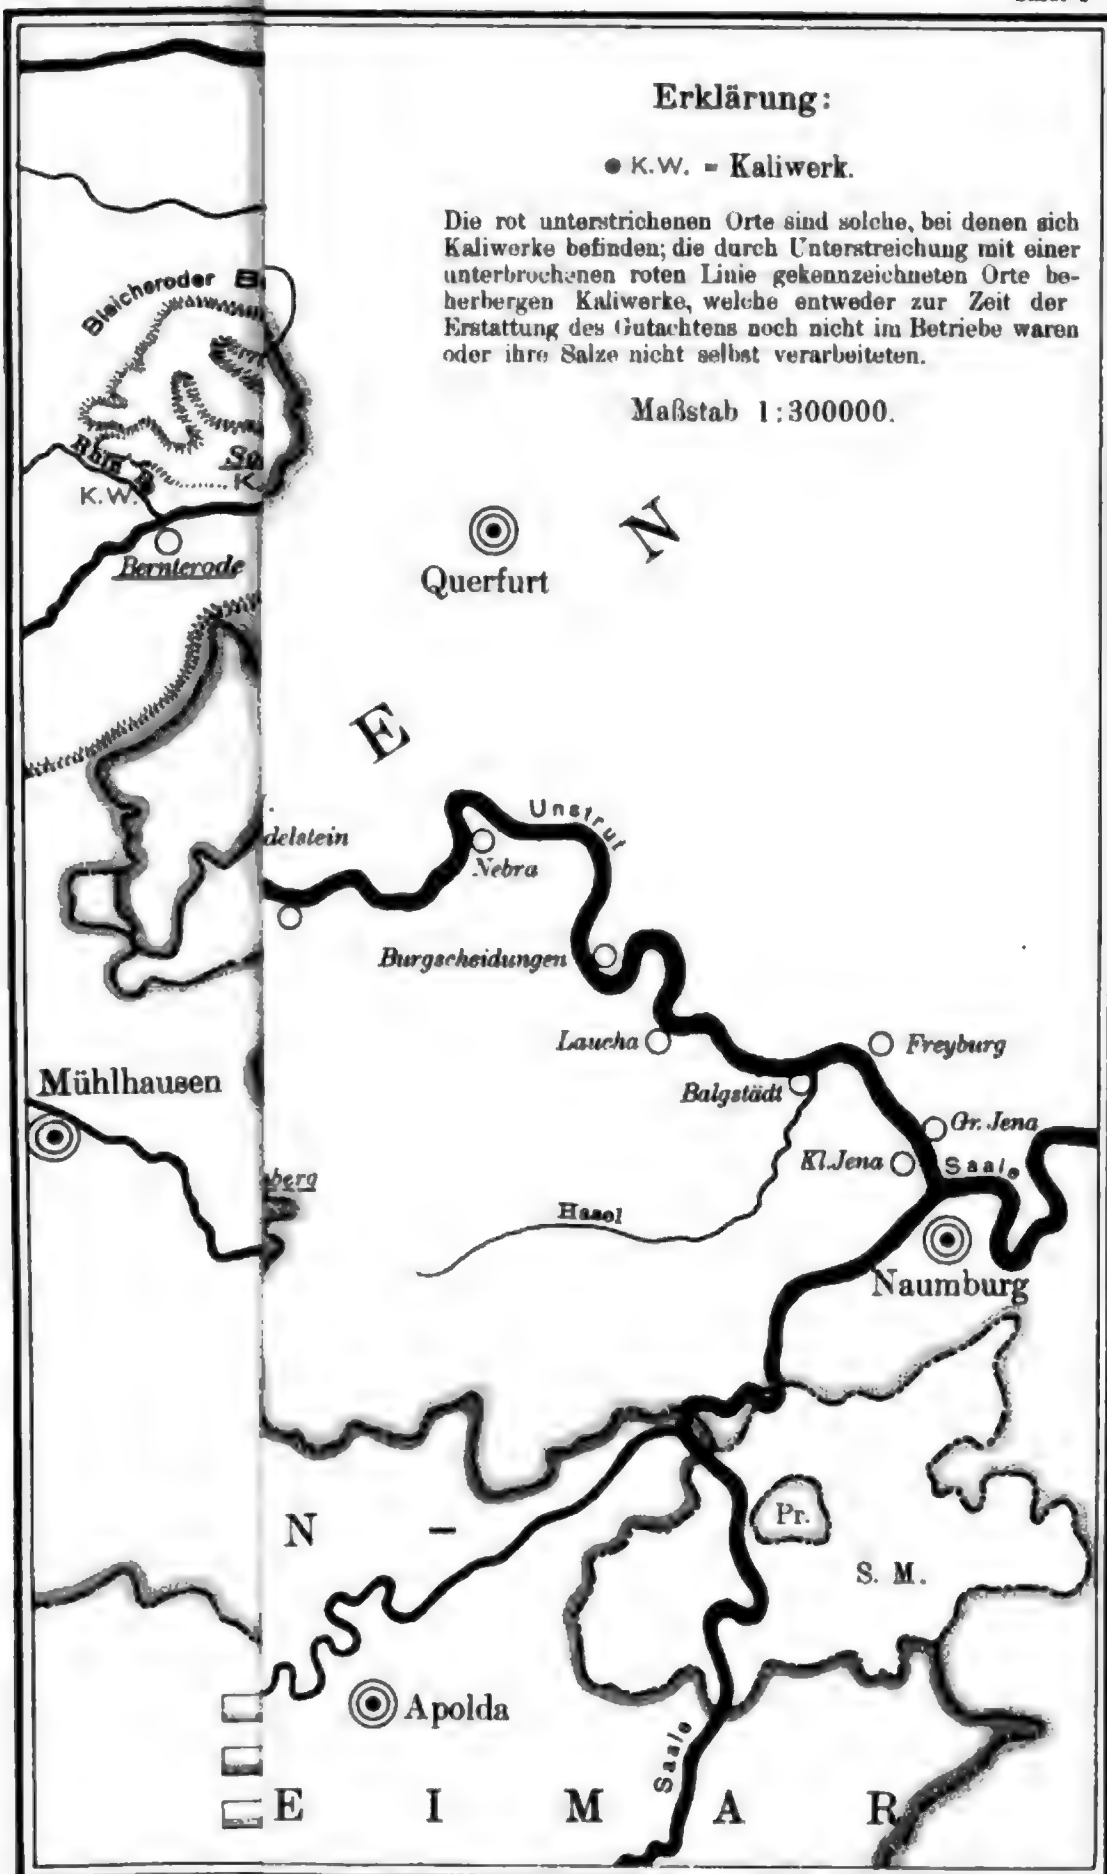 Erklärung:
● K.W. = Kaliwerk.
Die rot unterstrichenen Orte sind solche, bei denen sich
Kaliwerke befinden; die durch Unterstreichung mit einer
unterbrochenen roten Linie gekennzeichneten Orte be-
herbergen Kaliwerke, welche entweder zur Zeit der
Erstattung des Gutachtens noch nicht im Betriebe waren
oder ihre Salze nicht selbst verarbeiteten.
Maßstab 1:300000.
Bleicheroder B
K.W.
K.
Bernterode
Querfurt
N
E
Unstrut
delstein
Nebra
Burgscheidungen
Laucha
Freyburg
Balgstädt
Mühlhausen
Gr. Jena
Kl. Jena
Saale
berg
Hasel
Naumburg
N -
Pr.
S. M.
Apolda
Saale
E I M A R